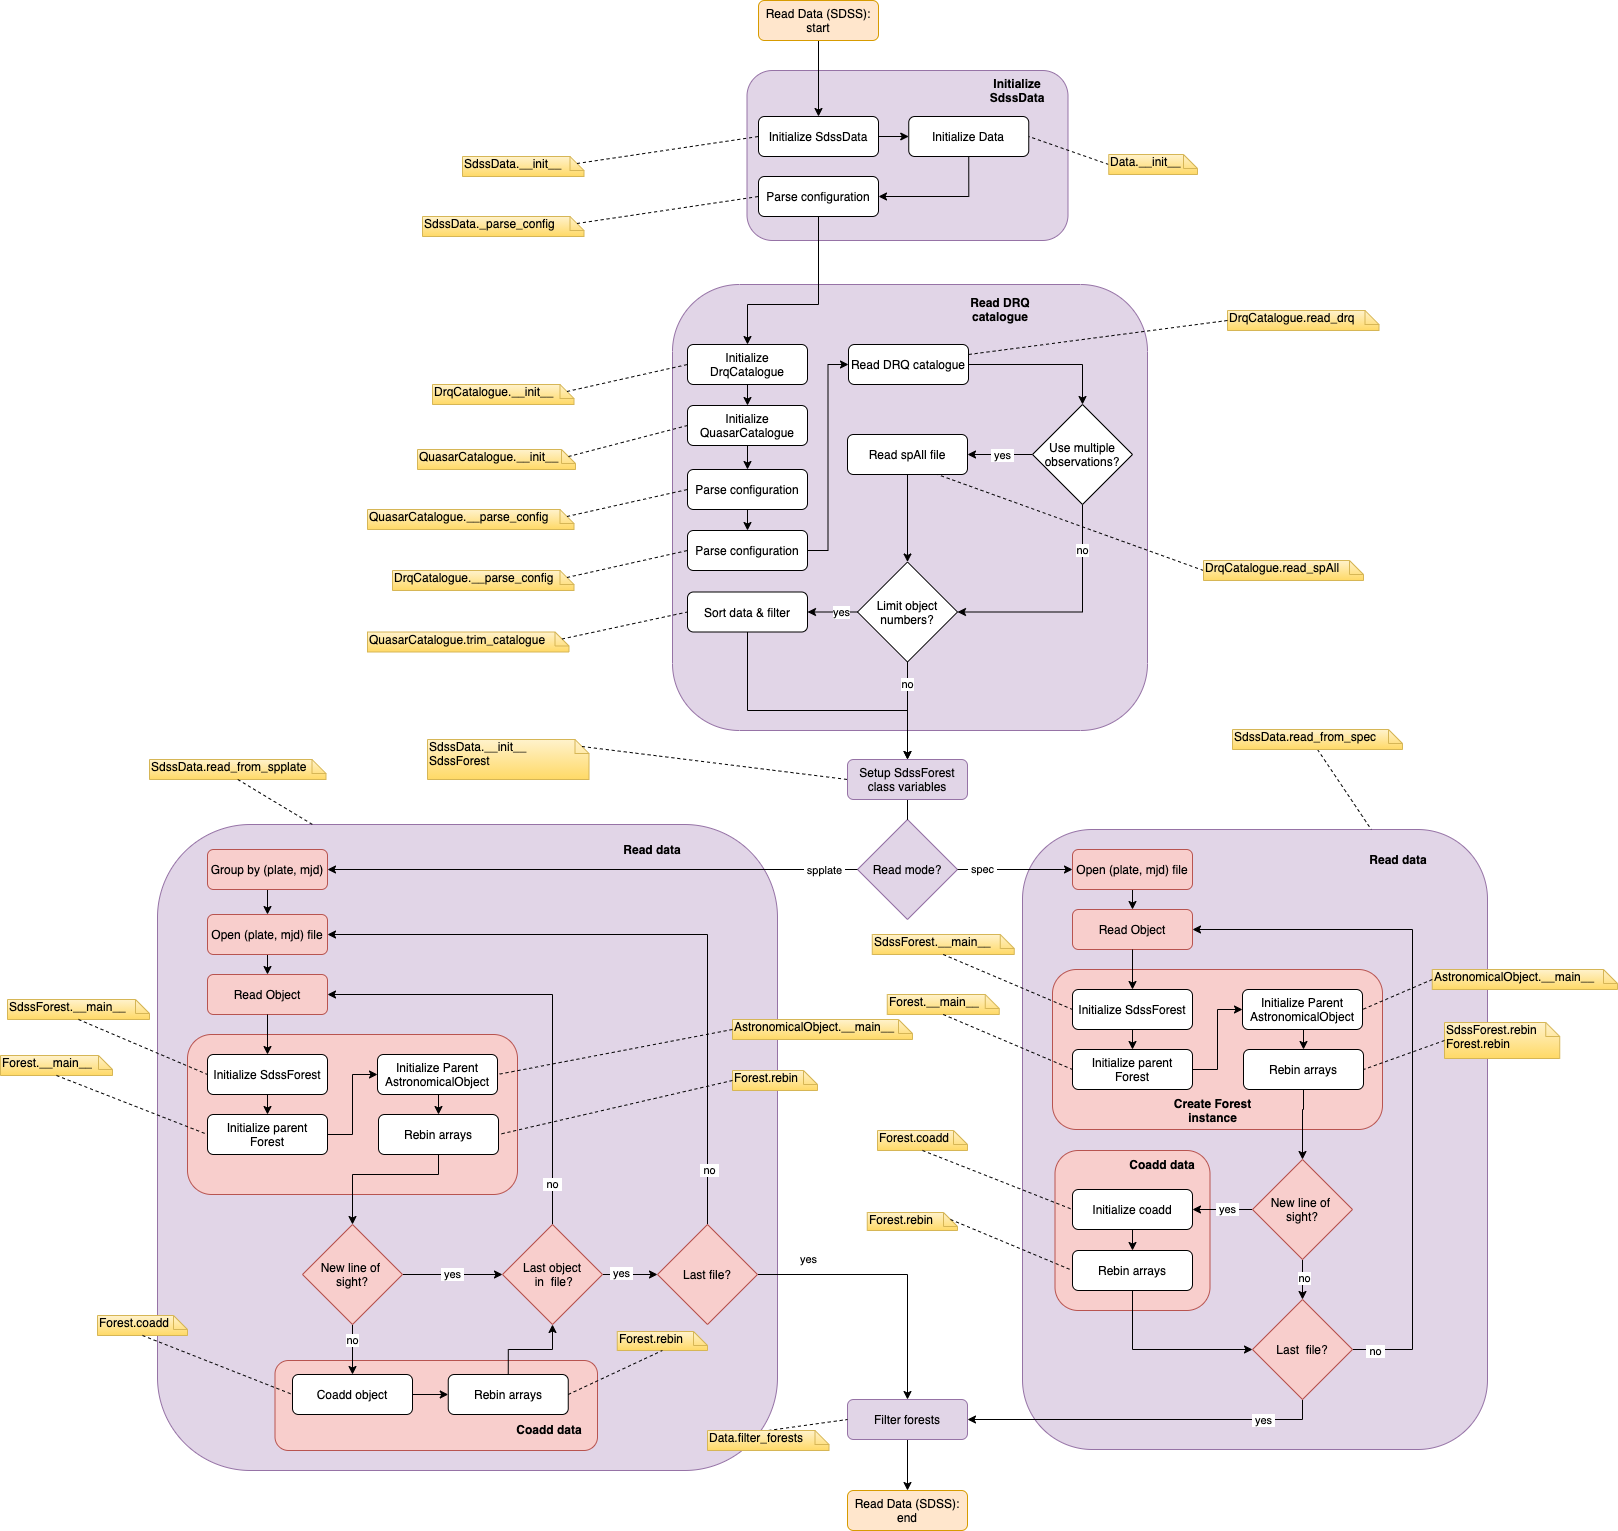 Read Data (SDSS):
start
Initialize
SdssData
Initialize SdssData
Initialize Data
SdssData.__init__
Data.__init__
Parse configuration
SdssData._parse_config
Read DRQ
catalogue
DrqCatalogue.read_drq
Initialize
DrqCatalogue
Read DRQ catalogue
DrqCatalogue.__init__
Initialize
QuasarCatalogue
Use multiple
observations?
yes
Read spAll file
QuasarCatalogue.__init__
Parse configuration
QuasarCatalogue.__parse_config
Parse configuration
no
DrqCatalogue.__parse_config
DrqCatalogue.read_spAll
Sort data & filter
yes
Limit object
numbers?
QuasarCatalogue.trim_catalogue
no
SdssData.read_from_spec
SdssData.__init__
SdssForest
SdssData.read_from_spplate
Setup SdssForest
class variables
Read data
Read data
Group by (plate, mjd)
spplate
Read mode?
spec
Open (plate, mjd) file
Open (plate, mjd) file
Read Object
SdssForest.__main__
Read Object
AstronomicalObject.__main__
SdssForest.__main__
Forest.__main__
Initialize SdssForest
Initialize Parent
AstronomicalObject
AstronomicalObject.__main__
SdssForest.rebin
Forest.rebin
Forest.__main__
Initialize SdssForest
Initialize Parent
AstronomicalObject
Forest.rebin
Initialize parent
Forest
Rebin arrays
Create Forest
instance
Initialize parent
Forest
Rebin arrays
Forest.coadd
Coadd data
no
no
Initialize coadd
yes
New line of
sight?
Forest.rebin
Rebin arrays
New line of
sight?
yes
Last object
in  file?
yes
Last file?
yes
no
Forest.coadd
no
Forest.rebin
Last  file?
no
Coadd object
Rebin arrays
Coadd data
Data.filter_forests
Filter forests
yes
Read Data (SDSS):
end